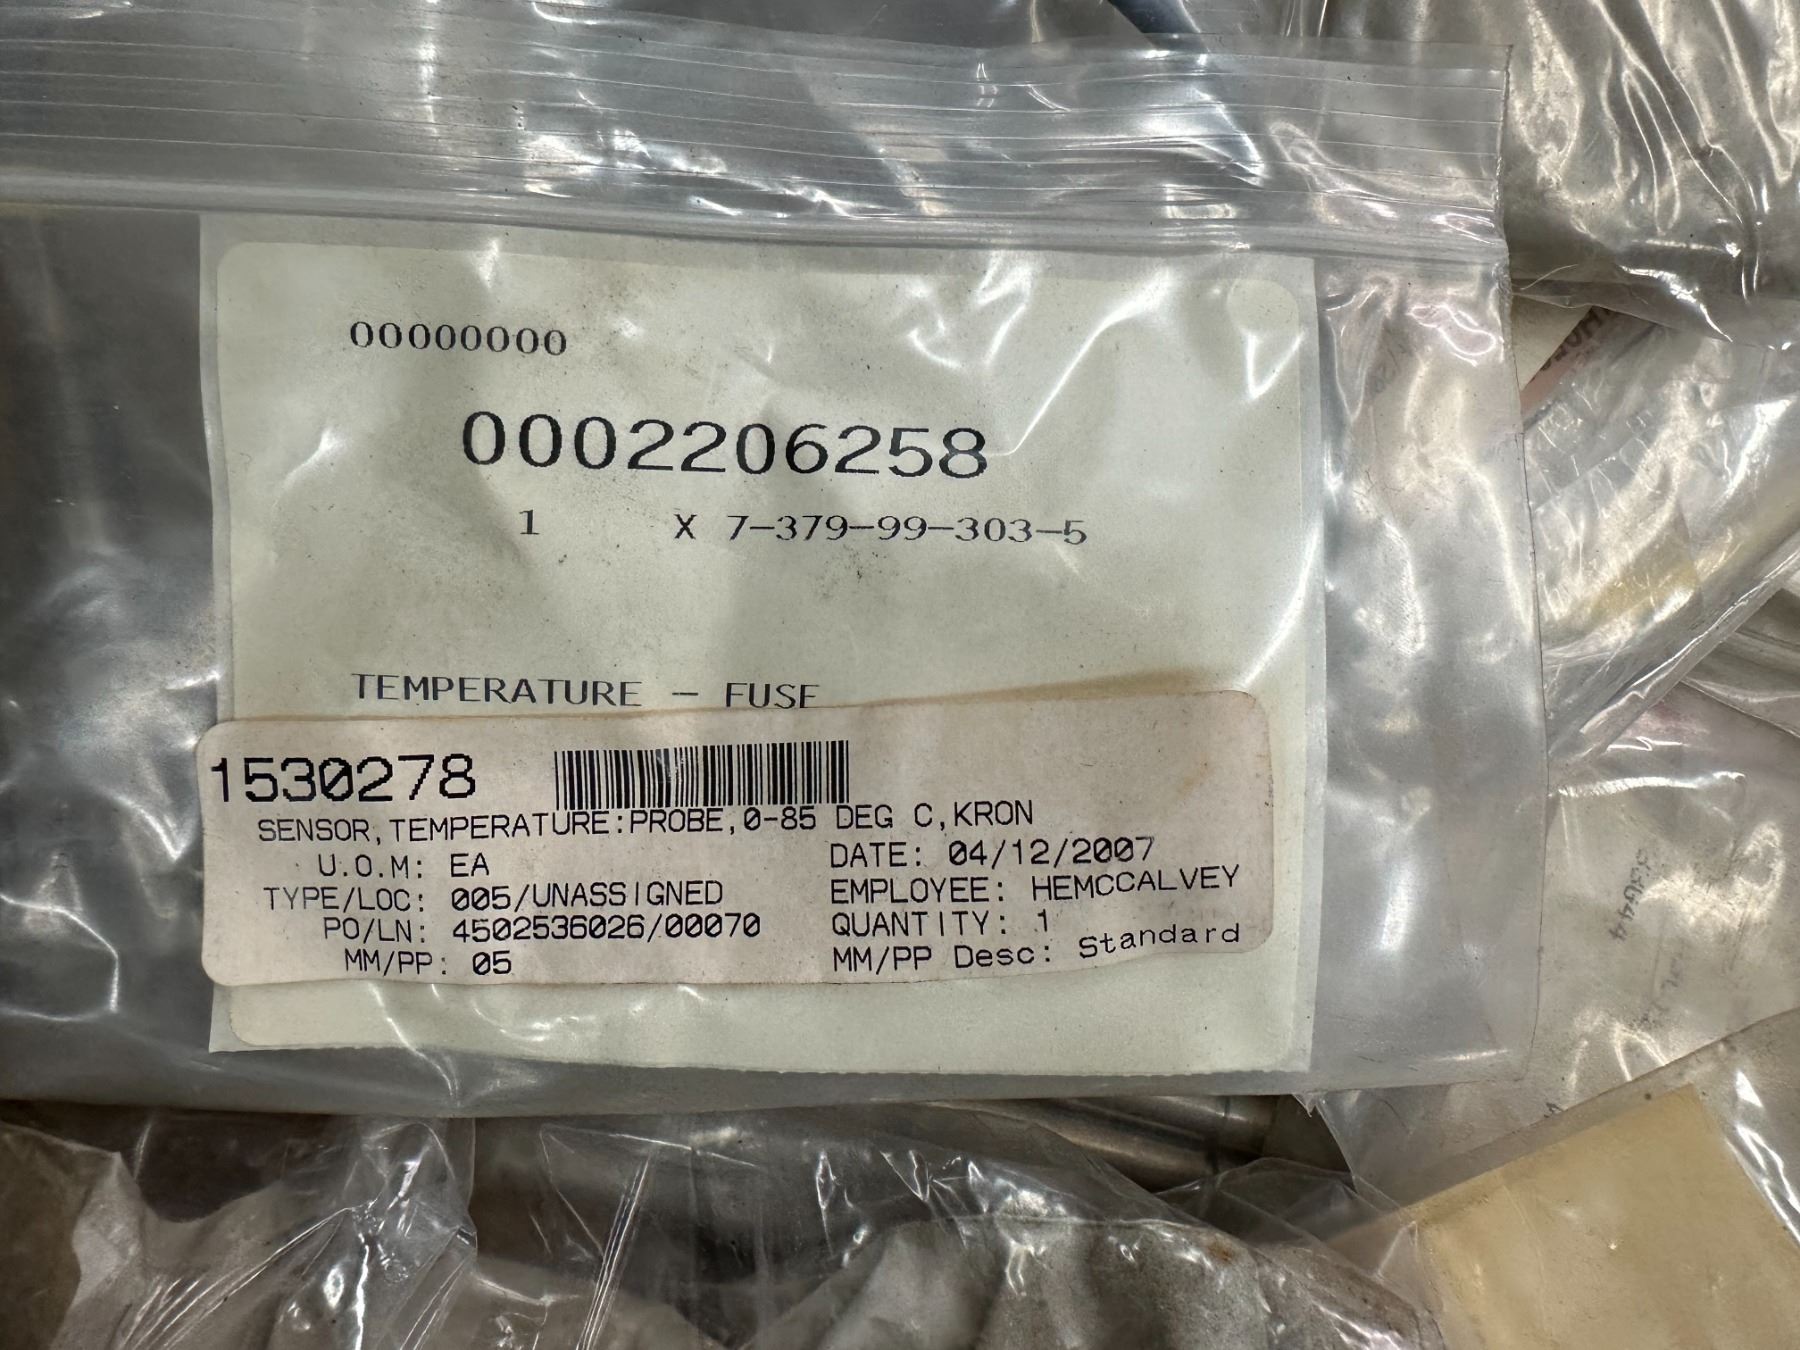 00000000
0002206258
1 X 7-379-99-303-5
TEMPERATURE - FUSE
1530278
SENSOR,TEMPERATURE:PROBE,0-85 DEG C,KRON
U.O.M: EA DATE: 04/12/2007
TYPE/LOC: 005/UNASSIGNED EMPLOYEE: HEMCCALVEY
PO/LN: 4502536026/00070 QUANTITY: 1
MM/PP: 05 MM/PP Desc: Standard